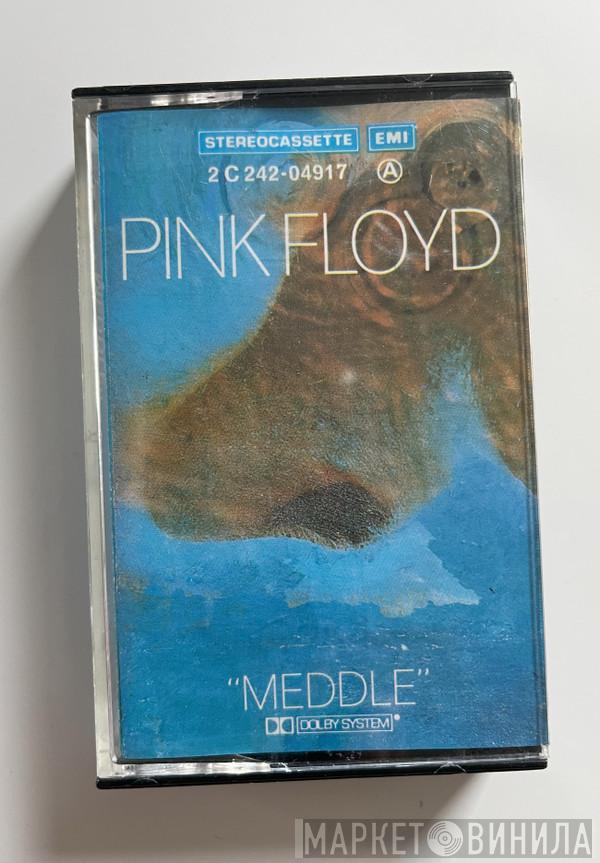 STEREOCASSETTE EMI
2 C 242-04917 A
PINK FLOYD
"MEDDLE"
DOLBY SYSTEM
МАРКЕТ ВИНИЛА